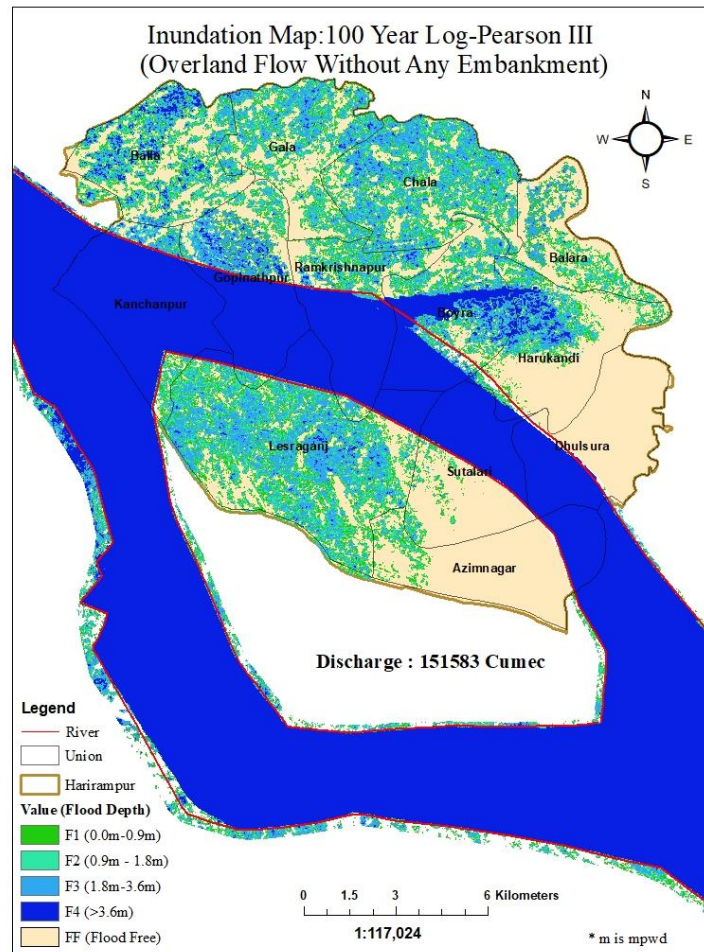 Inundation Map:100 Year Log-Pearson III
(Overland Flow Without Any Embankment)
N
W E
S
Balla
Gala
Chala
Balara
Gopinathpur
Ramkrishnapur
Kanchanpur
Boyra
Harukandi
Lesraganj
Sutalari
Dhulsura
Azimnagar
Discharge : 151583 Cumec
Legend
River
Union
Harirampur
Value (Flood Depth)
F1 (0.0m-0.9m)
F2 (0.9m - 1.8m)
F3 (1.8m-3.6m)
F4 (>3.6m)
FF (Flood Free)
0 1.5 3 6 Kilometers
1:117,024
* m is mpwd